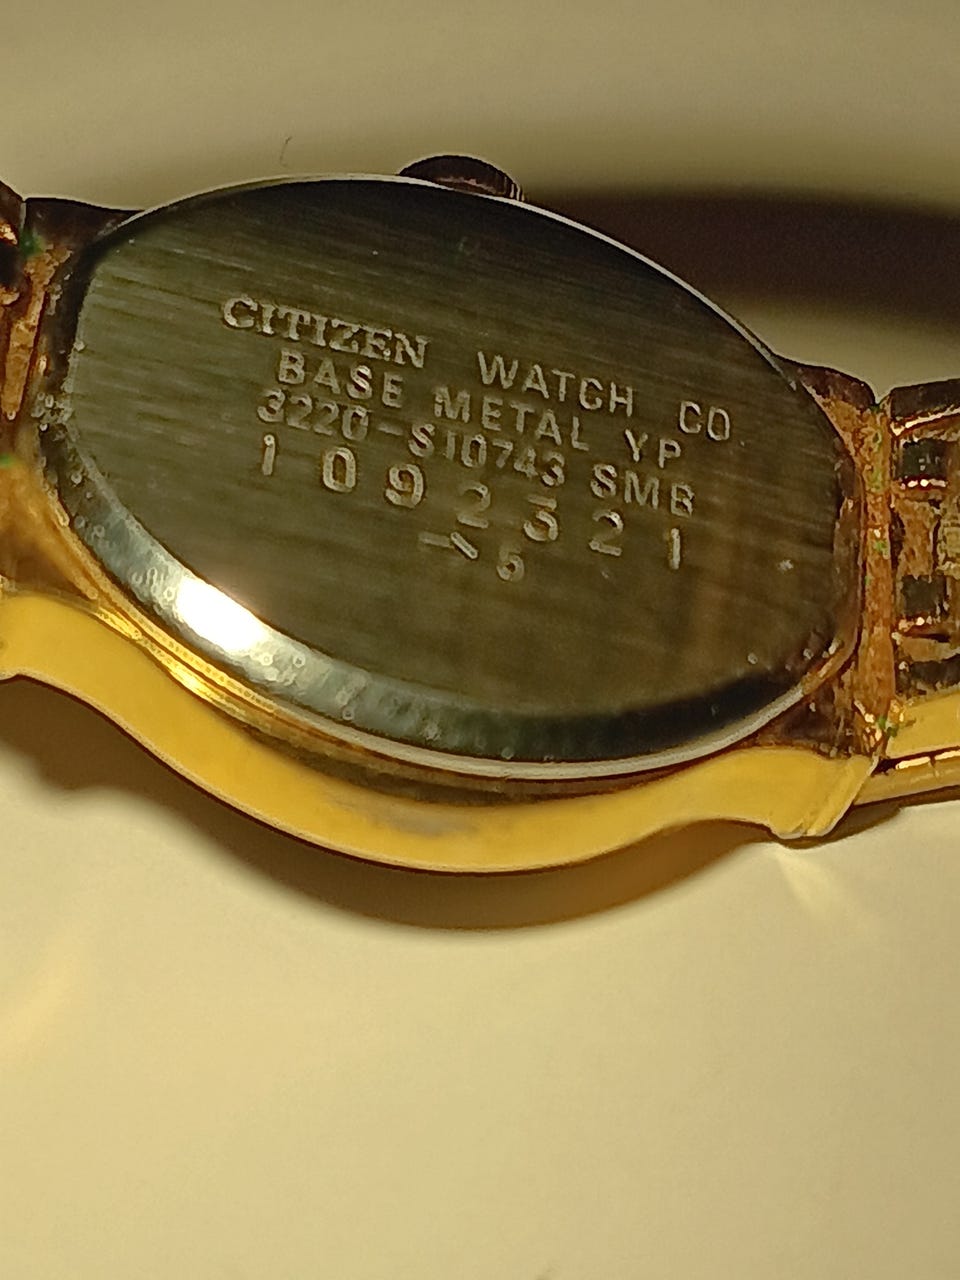 CITIZEN WATCH CO.
BASE METAL YP
3220-S10743 SMB
1092321
5